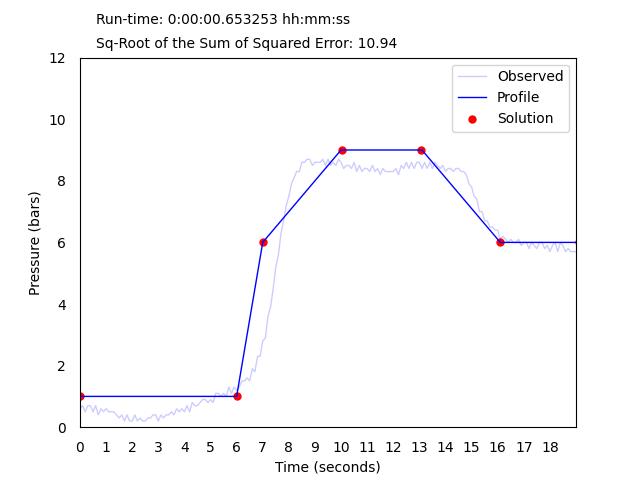 Run-time: 0:00:00.653253 hh:mm:ss
Sq-Root of the Sum of Squared Error: 10.94
12
10
8
6
4
2
0
Pressure (bars)
Observed
Profile
Solution
0 1 2 3 4 5 6 7 8 9 10 11 12 13 14 15 16 17 18
Time (seconds)